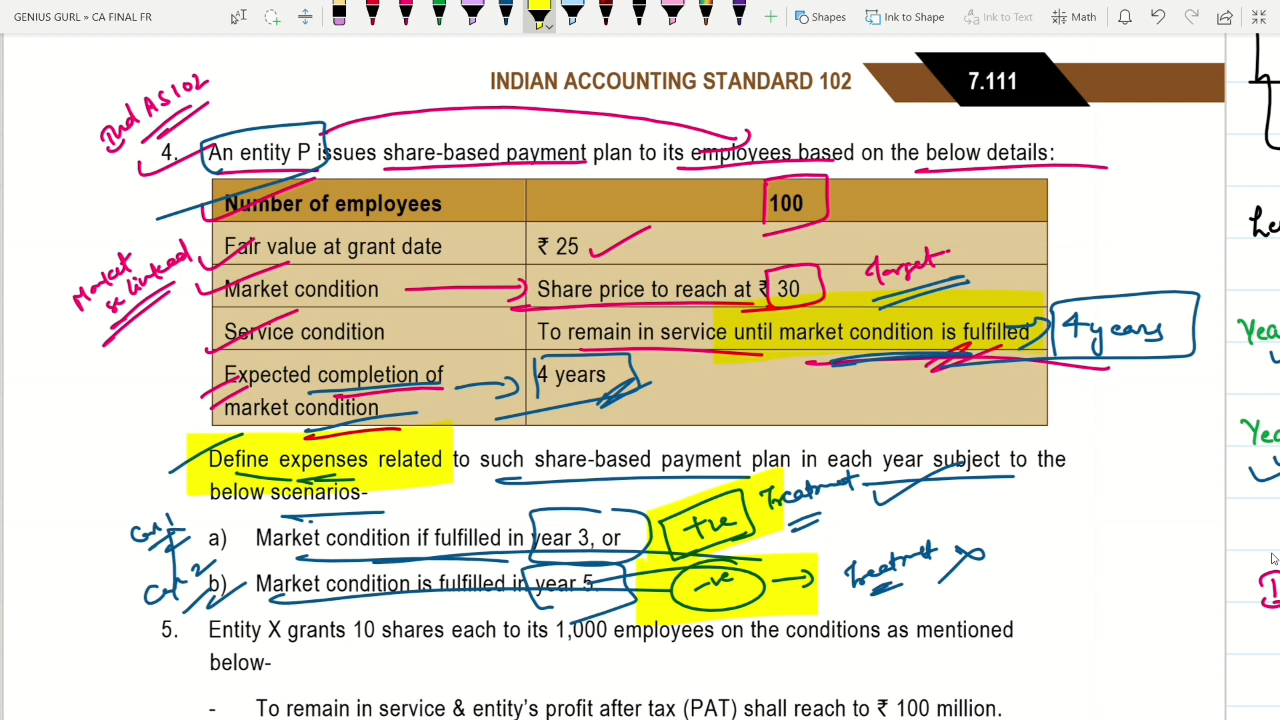 GENIUS GURL » CA FINAL FR
Shapes
Ink to Shape
Ink to Text
Math
INDIAN ACCOUNTING STANDARD 102
7.111
Ind AS102
4. An entity P issues share-based payment plan to its employees based on the below details:
Number of employees 100
Fair value at grant date ₹ 25
Market condition Share price to reach at ₹ 30
Target
Market
se linked
Service condition To remain in service until market condition is fulfilled
4 years
Expected completion of market condition 4 years
Define expenses related to such share-based payment plan in each year subject to the
below scenarios-
Treatment
Case 1
a) Market condition if fulfilled in year 3, or
+ve
Case 2
b) Market condition is fulfilled in year 5.
-ve
Treatment
5. Entity X grants 10 shares each to its 1,000 employees on the conditions as mentioned
below-
- To remain in service & entity's profit after tax (PAT) shall reach to ₹ 100 million.